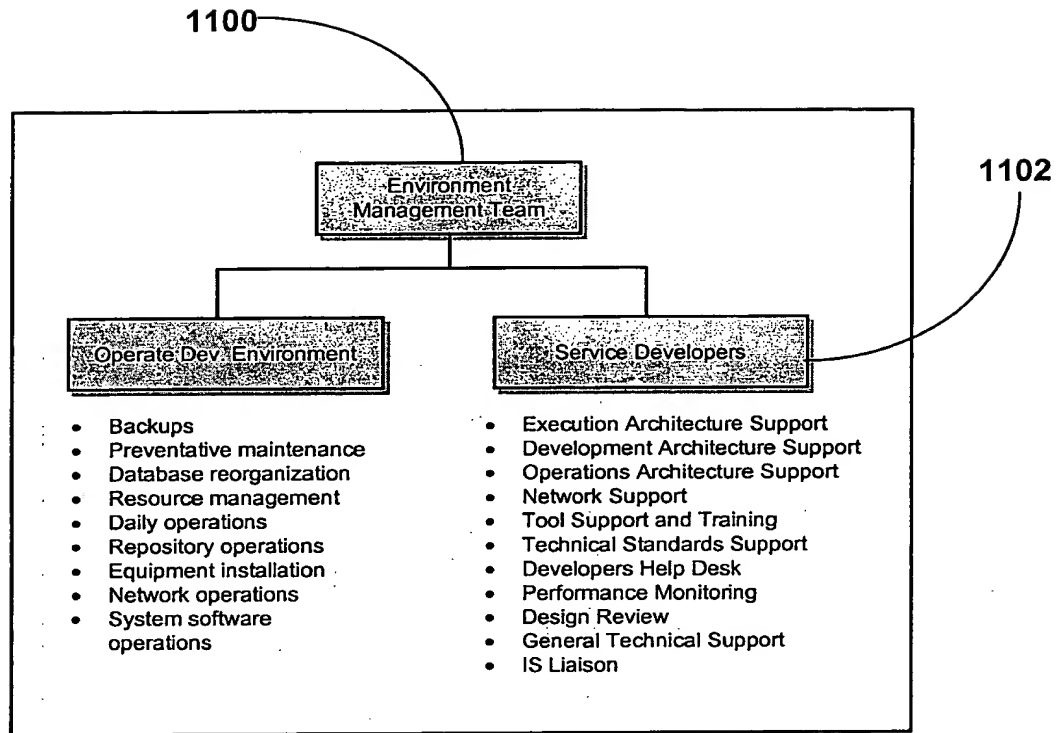 1100
1102
Environment
Management Team
Operate Dev. Environment
Service Developers
• Backups
• Preventative maintenance
• Database reorganization
• Resource management
• Daily operations
• Repository operations
• Equipment installation
• Network operations
• System software
operations
• Execution Architecture Support
• Development Architecture Support
• Operations Architecture Support
• Network Support
• Tool Support and Training
• Technical Standards Support
• Developers Help Desk
• Performance Monitoring
• Design Review
• General Technical Support
• IS Liaison